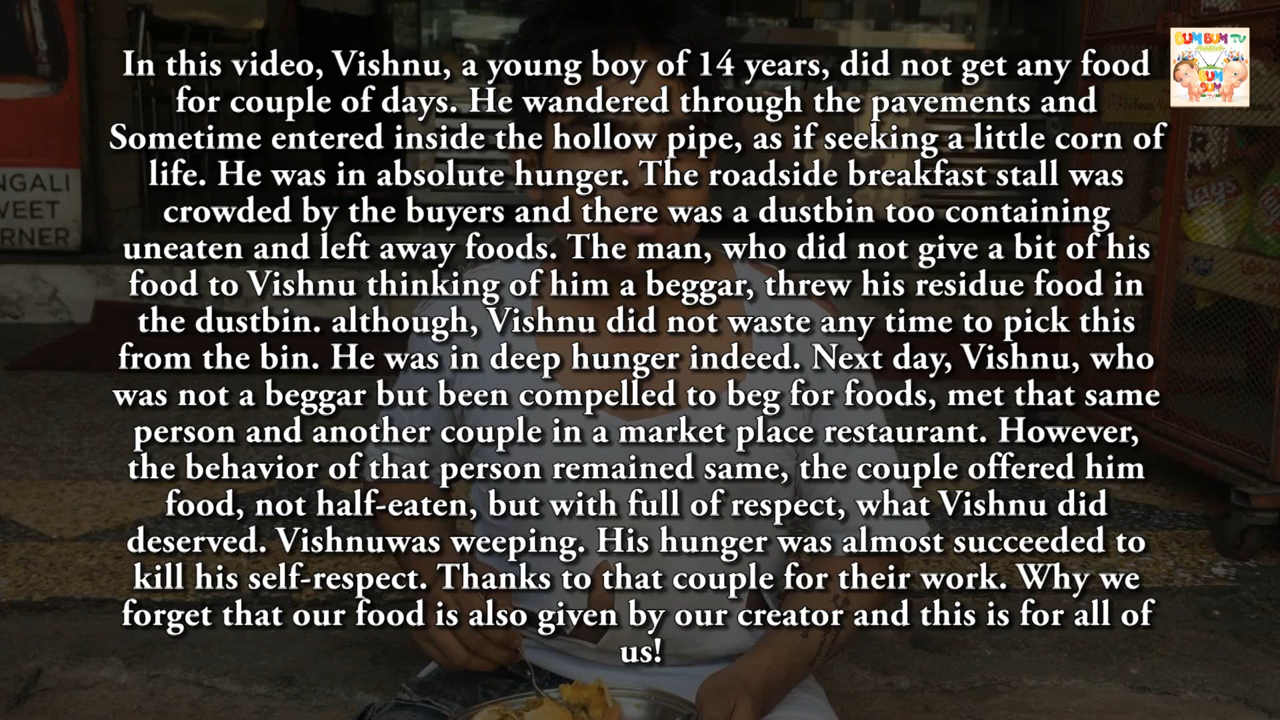 In this video, Vishnu, a young boy of 14 years, did not get any food
for couple of days. He wandered through the pavements and
Sometime entered inside the hollow pipe, as if seeking a little corn of
life. He was in absolute hunger. The roadside breakfast stall was
crowded by the buyers and there was a dustbin too containing
uneaten and left away foods. The man, who did not give a bit of his
food to Vishnu thinking of him a beggar, threw his residue food in
the dustbin. although, Vishnu did not waste any time to pick this
from the bin. He was in deep hunger indeed. Next day, Vishnu, who
was not a beggar but been compelled to beg for foods, met that same
person and another couple in a market place restaurant. However,
the behavior of that person remained same, the couple offered him
food, not half-eaten, but with full of respect, what Vishnu did
deserved. Vishnuwas weeping. His hunger was almost succeeded to
kill his self-respect. Thanks to that couple for their work. Why we
forget that our food is also given by our creator and this is for all of
us!
BUM BUM TV
BUM
BUM
NGALI
WEET
RNER